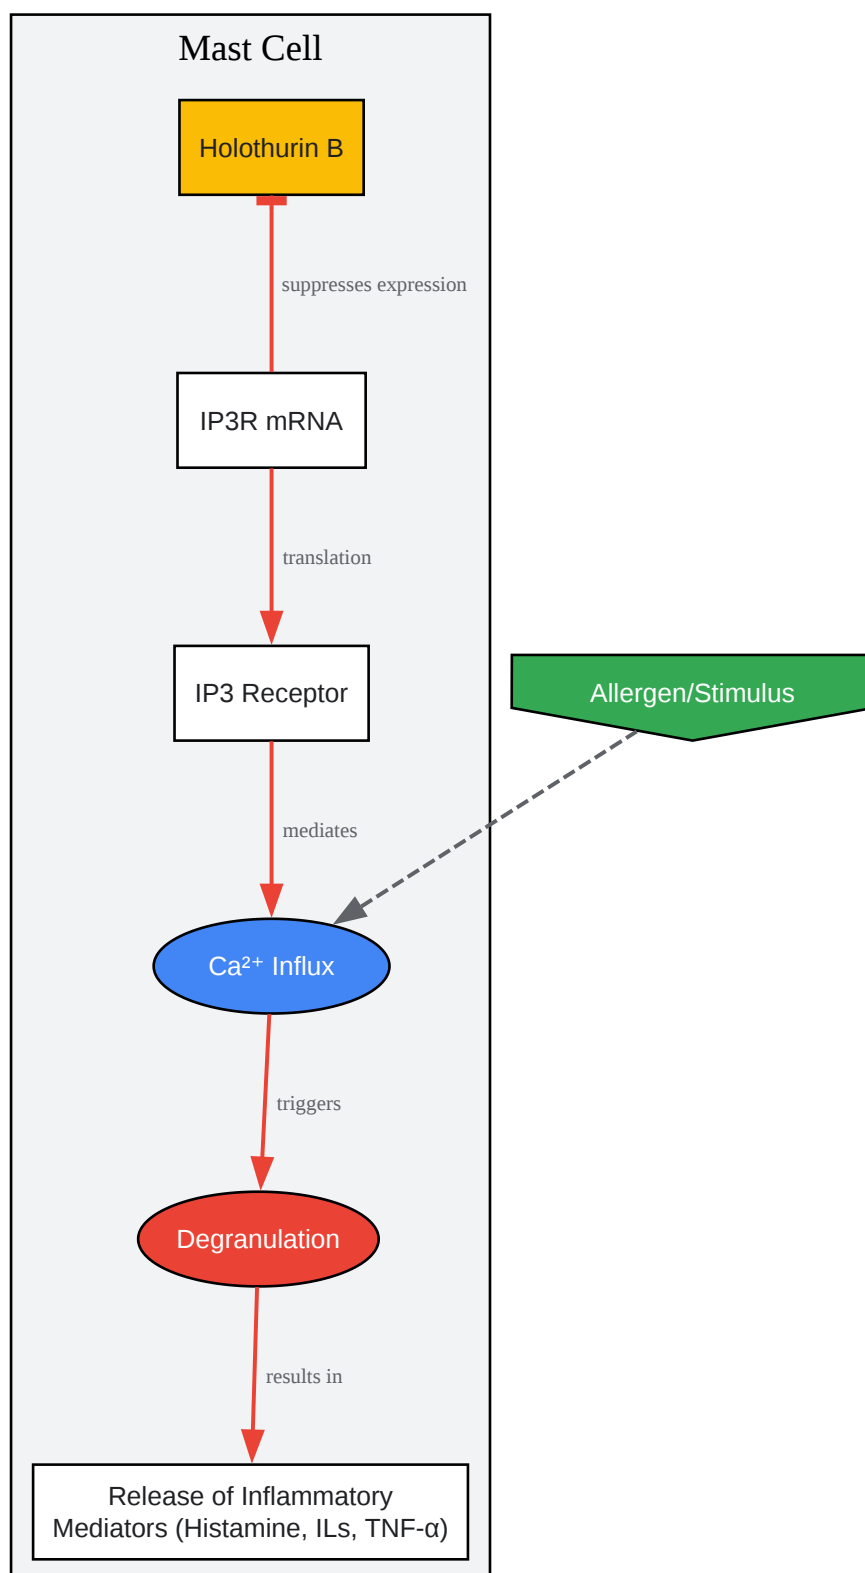 Mast Cell
Holothurin B
suppresses expression
IP3R mRNA
translation
IP3 Receptor
Allergen/Stimulus
mediates
Ca²⁺ Influx
triggers
Degranulation
results in
Release of Inflammatory
Mediators (Histamine, ILs, TNF-α)